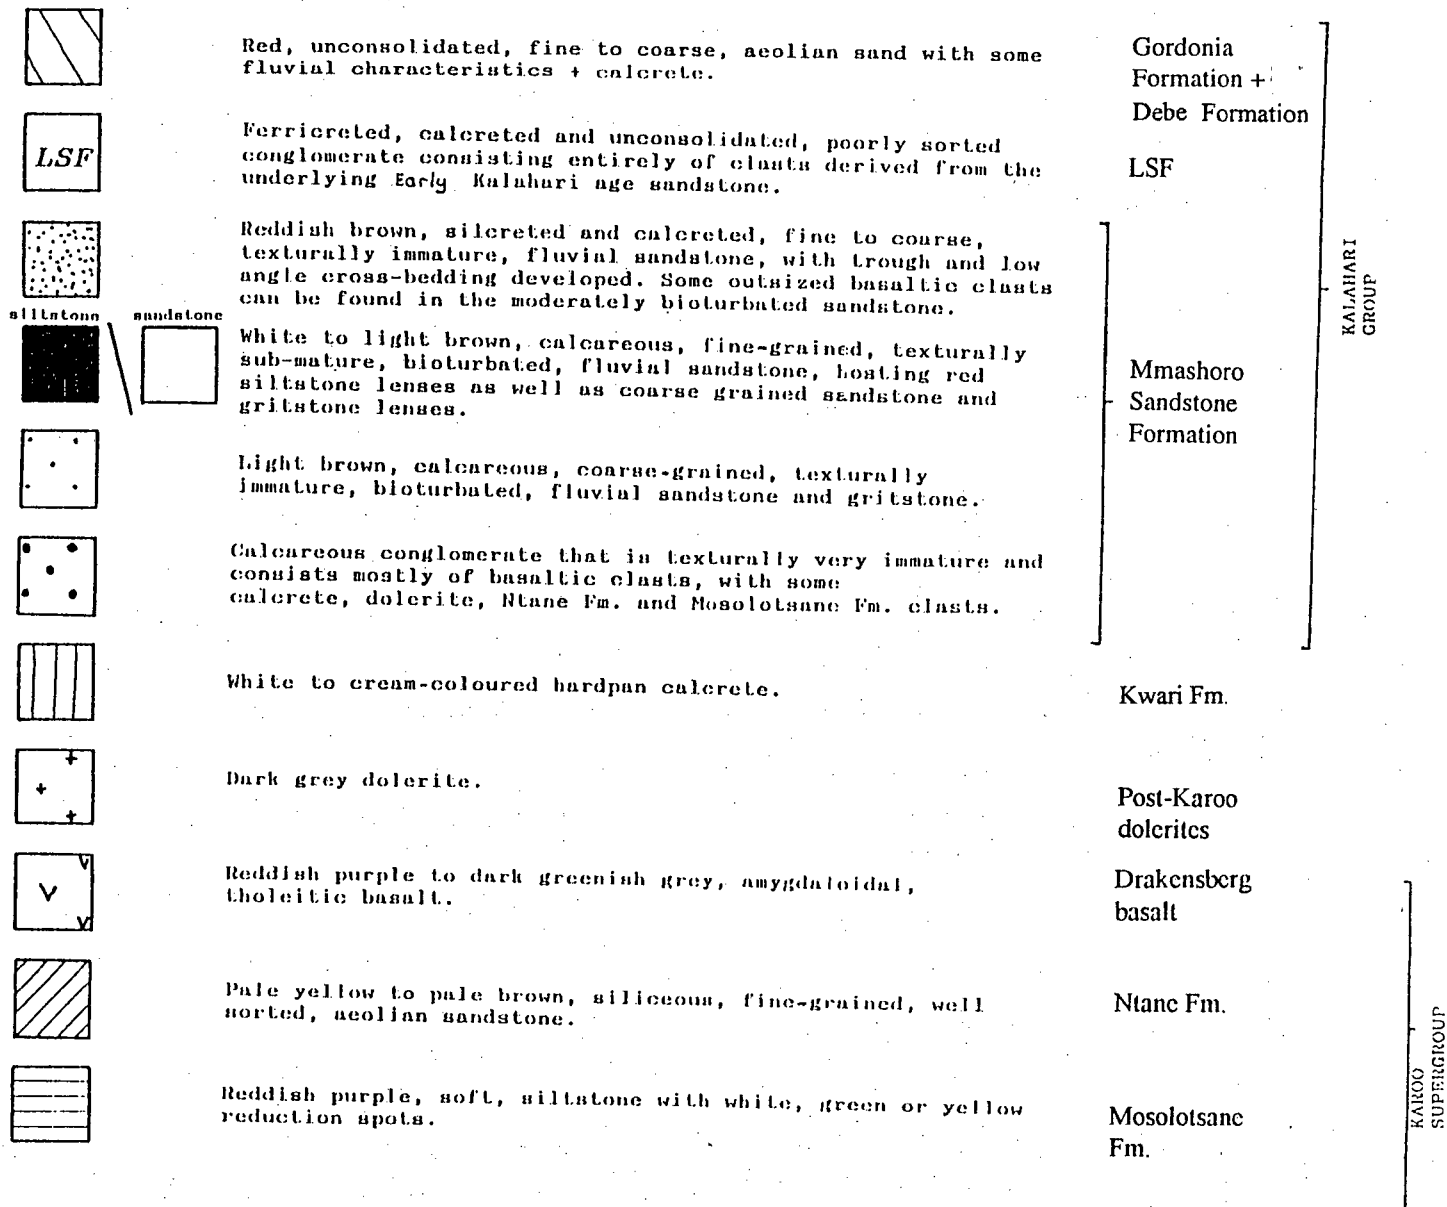 Red, unconsolidated, fine to coarse, aeolian sand with some
fluvial characteristics + calcrete.
Gordonia
Formation +
Debe Formation
LSF
Ferricreted, calcreted and unconsolidated, poorly sorted
conglomerate consisting entirely of clasts derived from the
underlying Early Kalahari age sandstone.
LSF
Reddish brown, silcreted and calcreted, fine to coarse,
texturally immature, fluvial sandstone, with trough and low
angle cross-bedding developed. Some outsized basaltic clasts
can be found in the moderately bioturbated sandstone.
siltstone sandstone
White to light brown, calcareous, fine-grained, texturally
sub-mature, bioturbated, fluvial sandstone, hosting red
siltstone lenses as well as coarse grained sandstone and
gritstone lenses.
Mmashoro
Sandstone
Formation
KALAHARI
GROUP
Light brown, calcareous, coarse-grained, texturally
immature, bioturbated, fluvial sandstone and gritstone.
Calcareous conglomerate that is texturally very immature and
consists mostly of basaltic clasts, with some
calcrete, dolerite, Ntane Fm. and Mosolotsane Fm. clasts.
White to cream-coloured hardpan calcrete.
Kwari Fm.
Dark grey dolerite.
Post-Karoo
dolerites
Reddish purple to dark greenish grey, amygdaloidal,
tholeitic basalt.
Drakensberg
basalt
Pale yellow to pale brown, siliceous, fine-grained, well
sorted, aeolian sandstone.
Ntane Fm.
Reddish purple, soft, siltstone with white, green or yellow
reduction spots.
Mosolotsane
Fm.
KAROO
SUPERGROUP